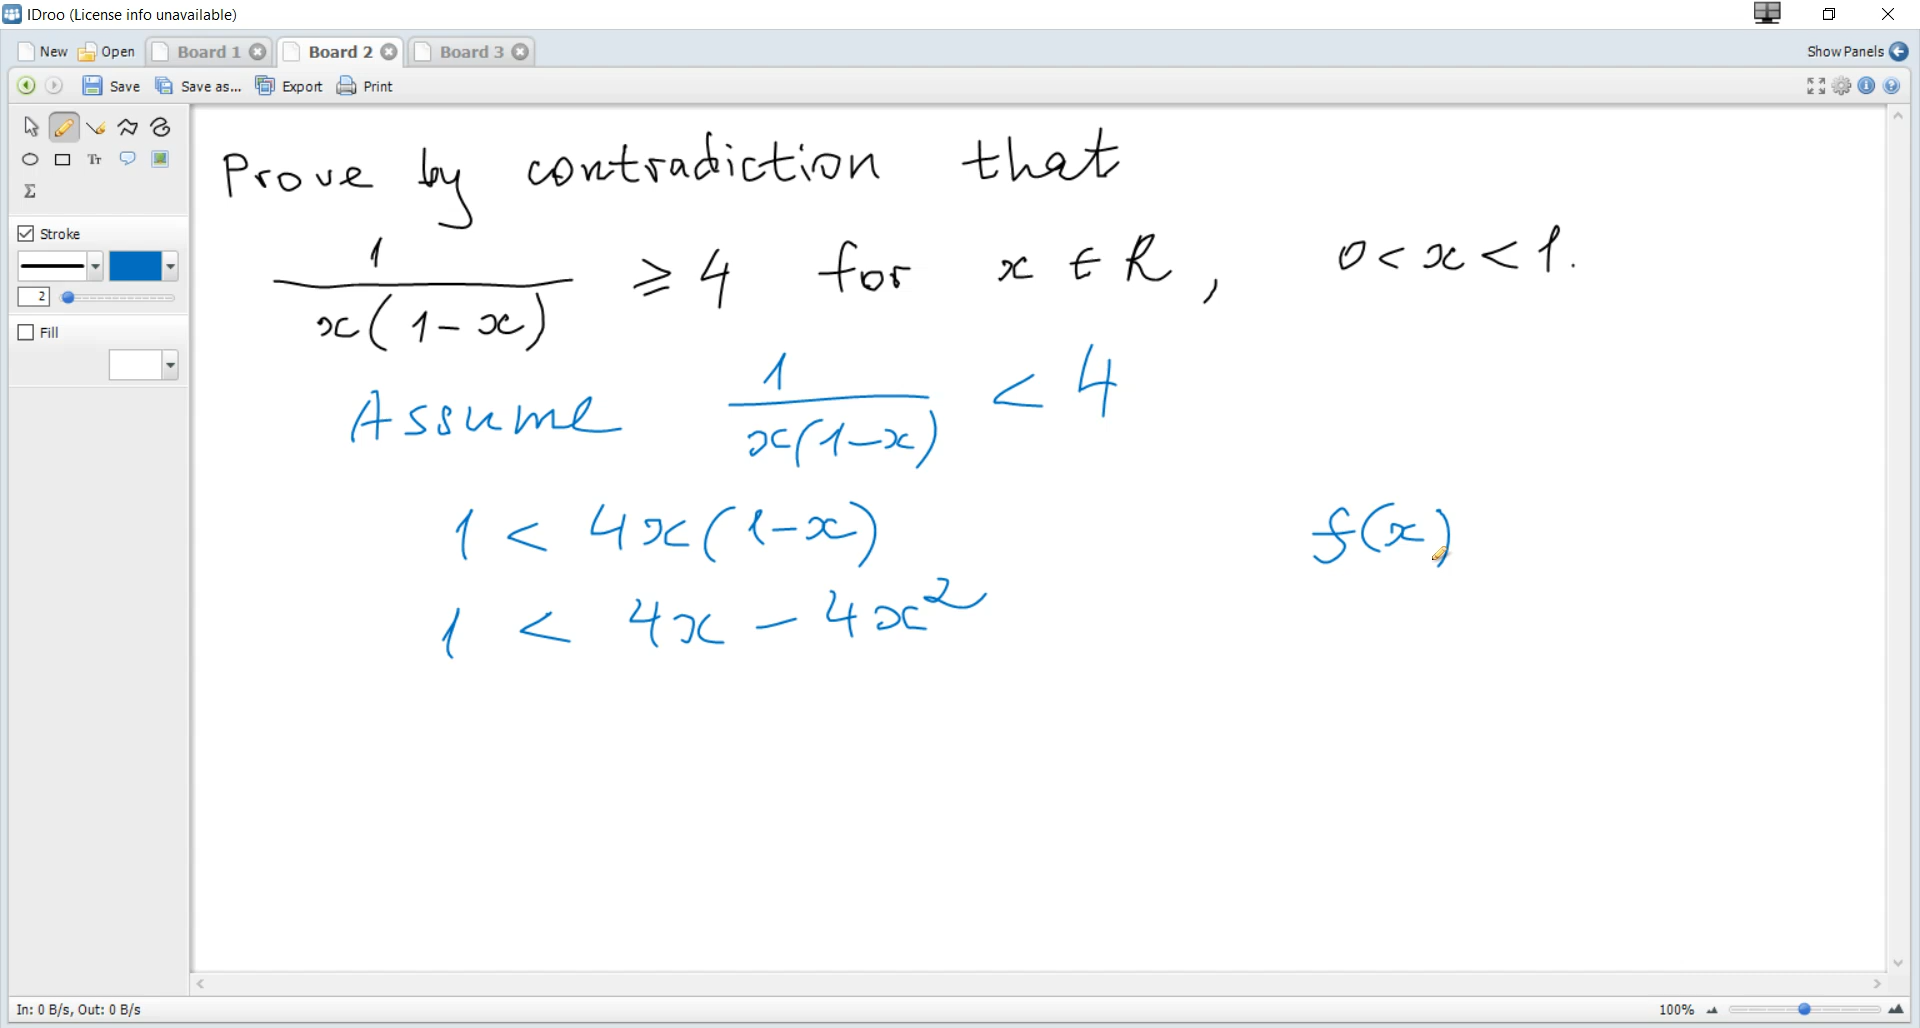 IDroo (License info unavailable)
New Open Board 1 Board 2 Board 3 Show Panels
Save Save as... Export Print
Tт
Σ
Stroke
2
Fill
Prove by contradiction that
1/(x(1-x)) ≥ 4 for x ∈ R, 0 < x < 1.
Assume 1/(x(1-x)) < 4
1 < 4x(1-x) f(x)
1 < 4x - 4x²
In: 0 B/s, Out: 0 B/s 100%